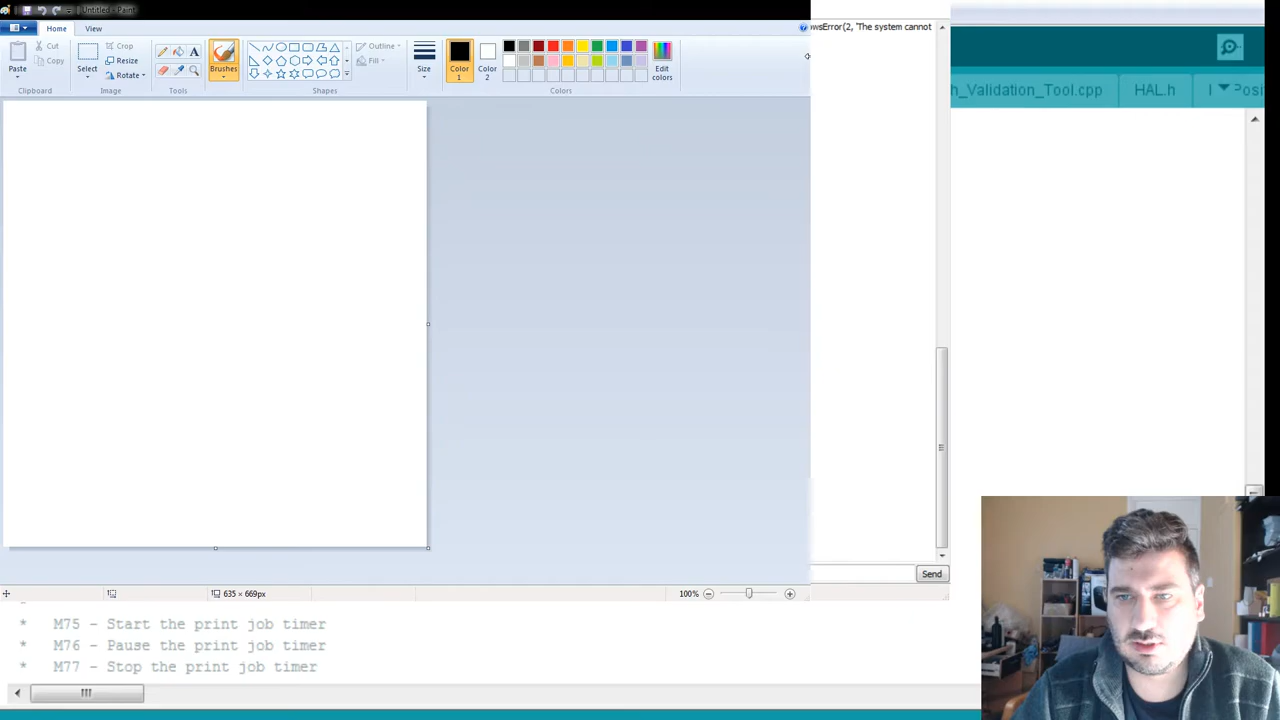 Untitled - Paint
Home
View
Paste
Cut
Copy
Clipboard
Select
Crop
Resize
Rotate
Image
A
Tools
Brushes
Outline
Fill
Shapes
Size
Color 1
Color 2
Edit colors
Colors
wsError(2, 'The system cannot
h_Validation_Tool.cpp
HAL.h
Send
635 × 669px
100%
* M75 - Start the print job timer
* M76 - Pause the print job timer
* M77 - Stop the print job timer